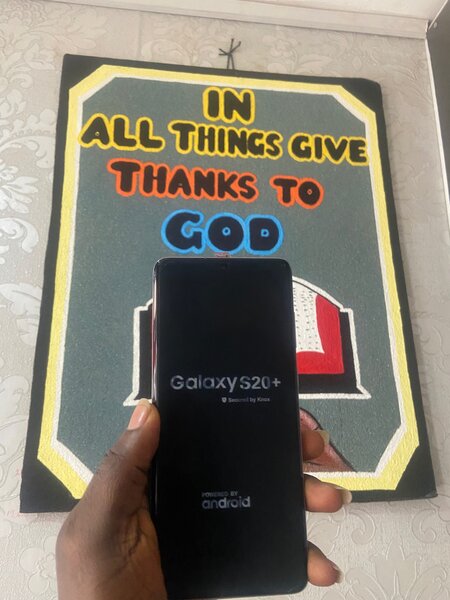 IN
ALL THINGS GIVE
THANKS TO
GOD
Galaxy S20+
Secured by Knox
POWERED BY
android